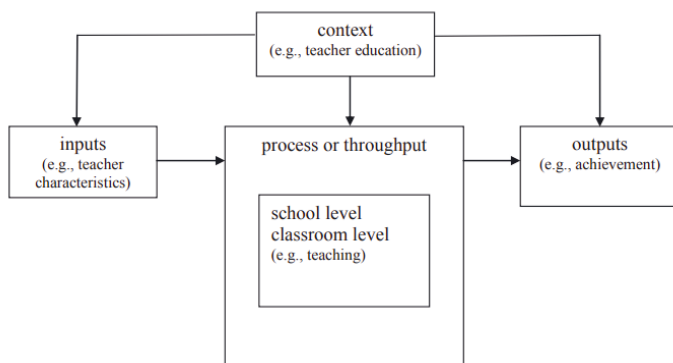 context
(e.g., teacher education)
inputs
(e.g., teacher
characteristics)
process or throughput
outputs
(e.g., achievement)
school level
classroom level
(e.g., teaching)